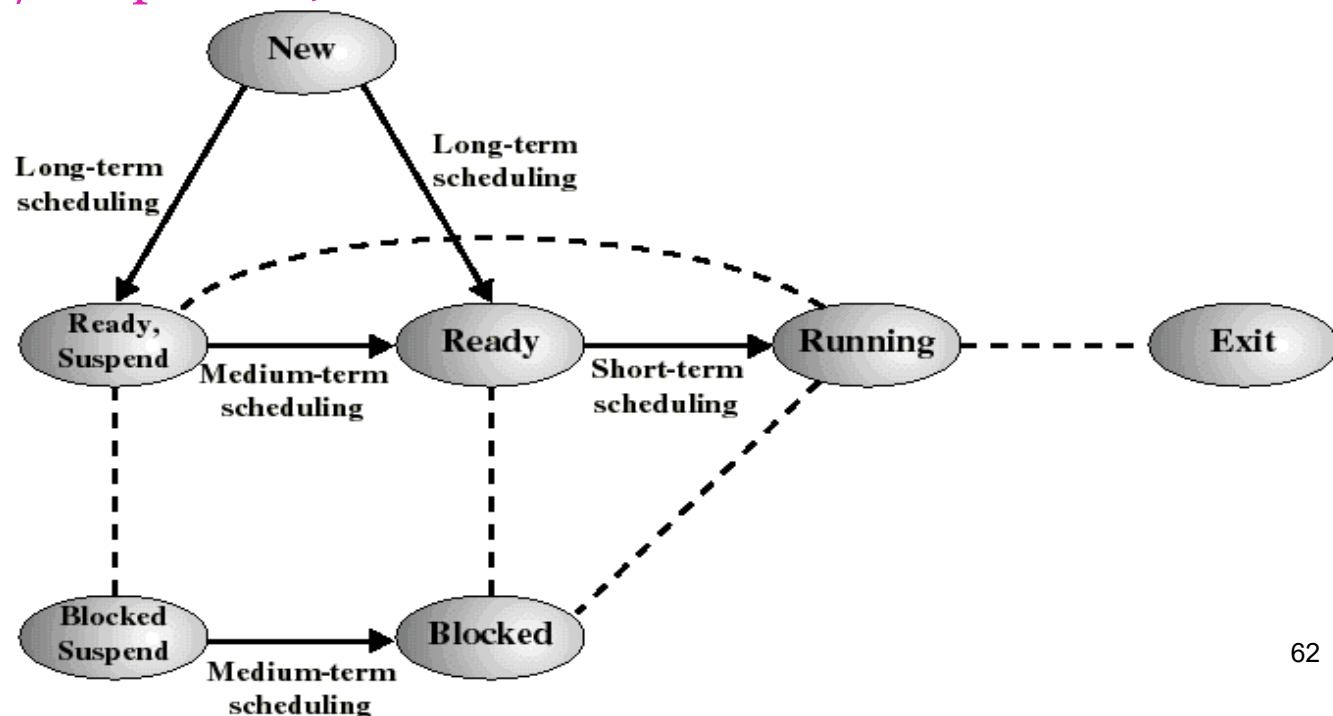 New
Long-term
scheduling
Long-term
scheduling
Ready,
Suspend
Medium-term
scheduling
Ready
Short-term
scheduling
Running
Exit
Blocked
Suspend
Medium-term
scheduling
Blocked
62